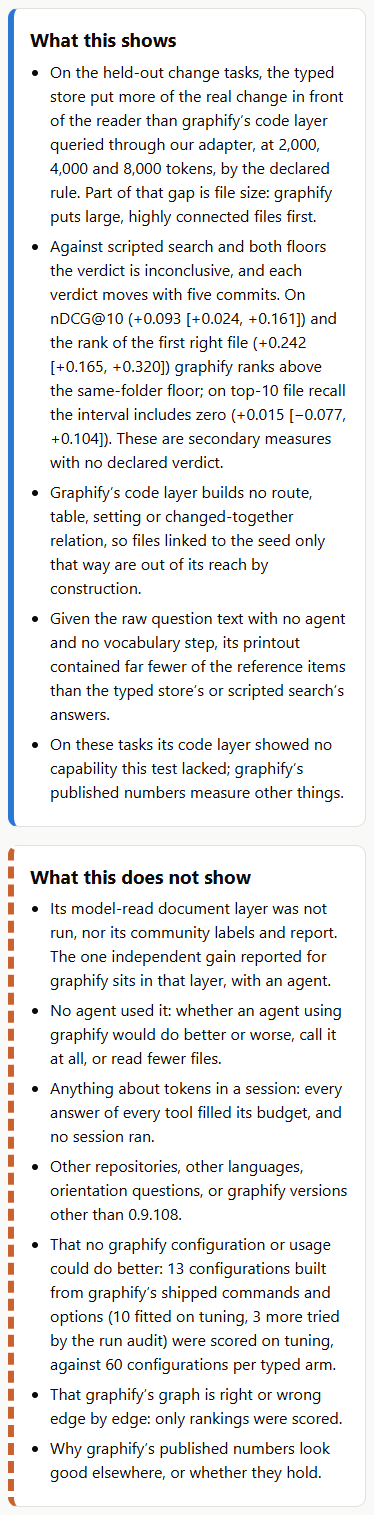 What this shows
• On the held-out change tasks, the typed
store put more of the real change in front
of the reader than graphify’s code layer
queried through our adapter, at 2,000,
4,000 and 8,000 tokens, by the declared
rule. Part of that gap is file size: graphify
puts large, highly connected files first.
• Against scripted search and both floors
the verdict is inconclusive, and each
verdict moves with five commits. On
nDCG@10 (+0.093 [+0.024, +0.161]) and
the rank of the first right file (+0.242
[+0.165, +0.320]) graphify ranks above
the same-folder floor; on top-10 file recall
the interval includes zero (+0.015 [−0.077,
+0.104]). These are secondary measures
with no declared verdict.
• Graphify’s code layer builds no route,
table, setting or changed-together
relation, so files linked to the seed only
that way are out of its reach by
construction.
• Given the raw question text with no agent
and no vocabulary step, its printout
contained far fewer of the reference items
than the typed store’s or scripted search’s
answers.
• On these tasks its code layer showed no
capability this test lacked; graphify’s
published numbers measure other things.
What this does not show
• Its model-read document layer was not
run, nor its community labels and report.
The one independent gain reported for
graphify sits in that layer, with an agent.
• No agent used it: whether an agent using
graphify would do better or worse, call it
at all, or read fewer files.
• Anything about tokens in a session: every
answer of every tool filled its budget, and
no session ran.
• Other repositories, other languages,
orientation questions, or graphify versions
other than 0.9.108.
• That no graphify configuration or usage
could do better: 13 configurations built
from graphify’s shipped commands and
options (10 fitted on tuning, 3 more tried
by the run audit) were scored on tuning,
against 60 configurations per typed arm.
• That graphify’s graph is right or wrong
edge by edge: only rankings were scored.
• Why graphify’s published numbers look
good elsewhere, or whether they hold.